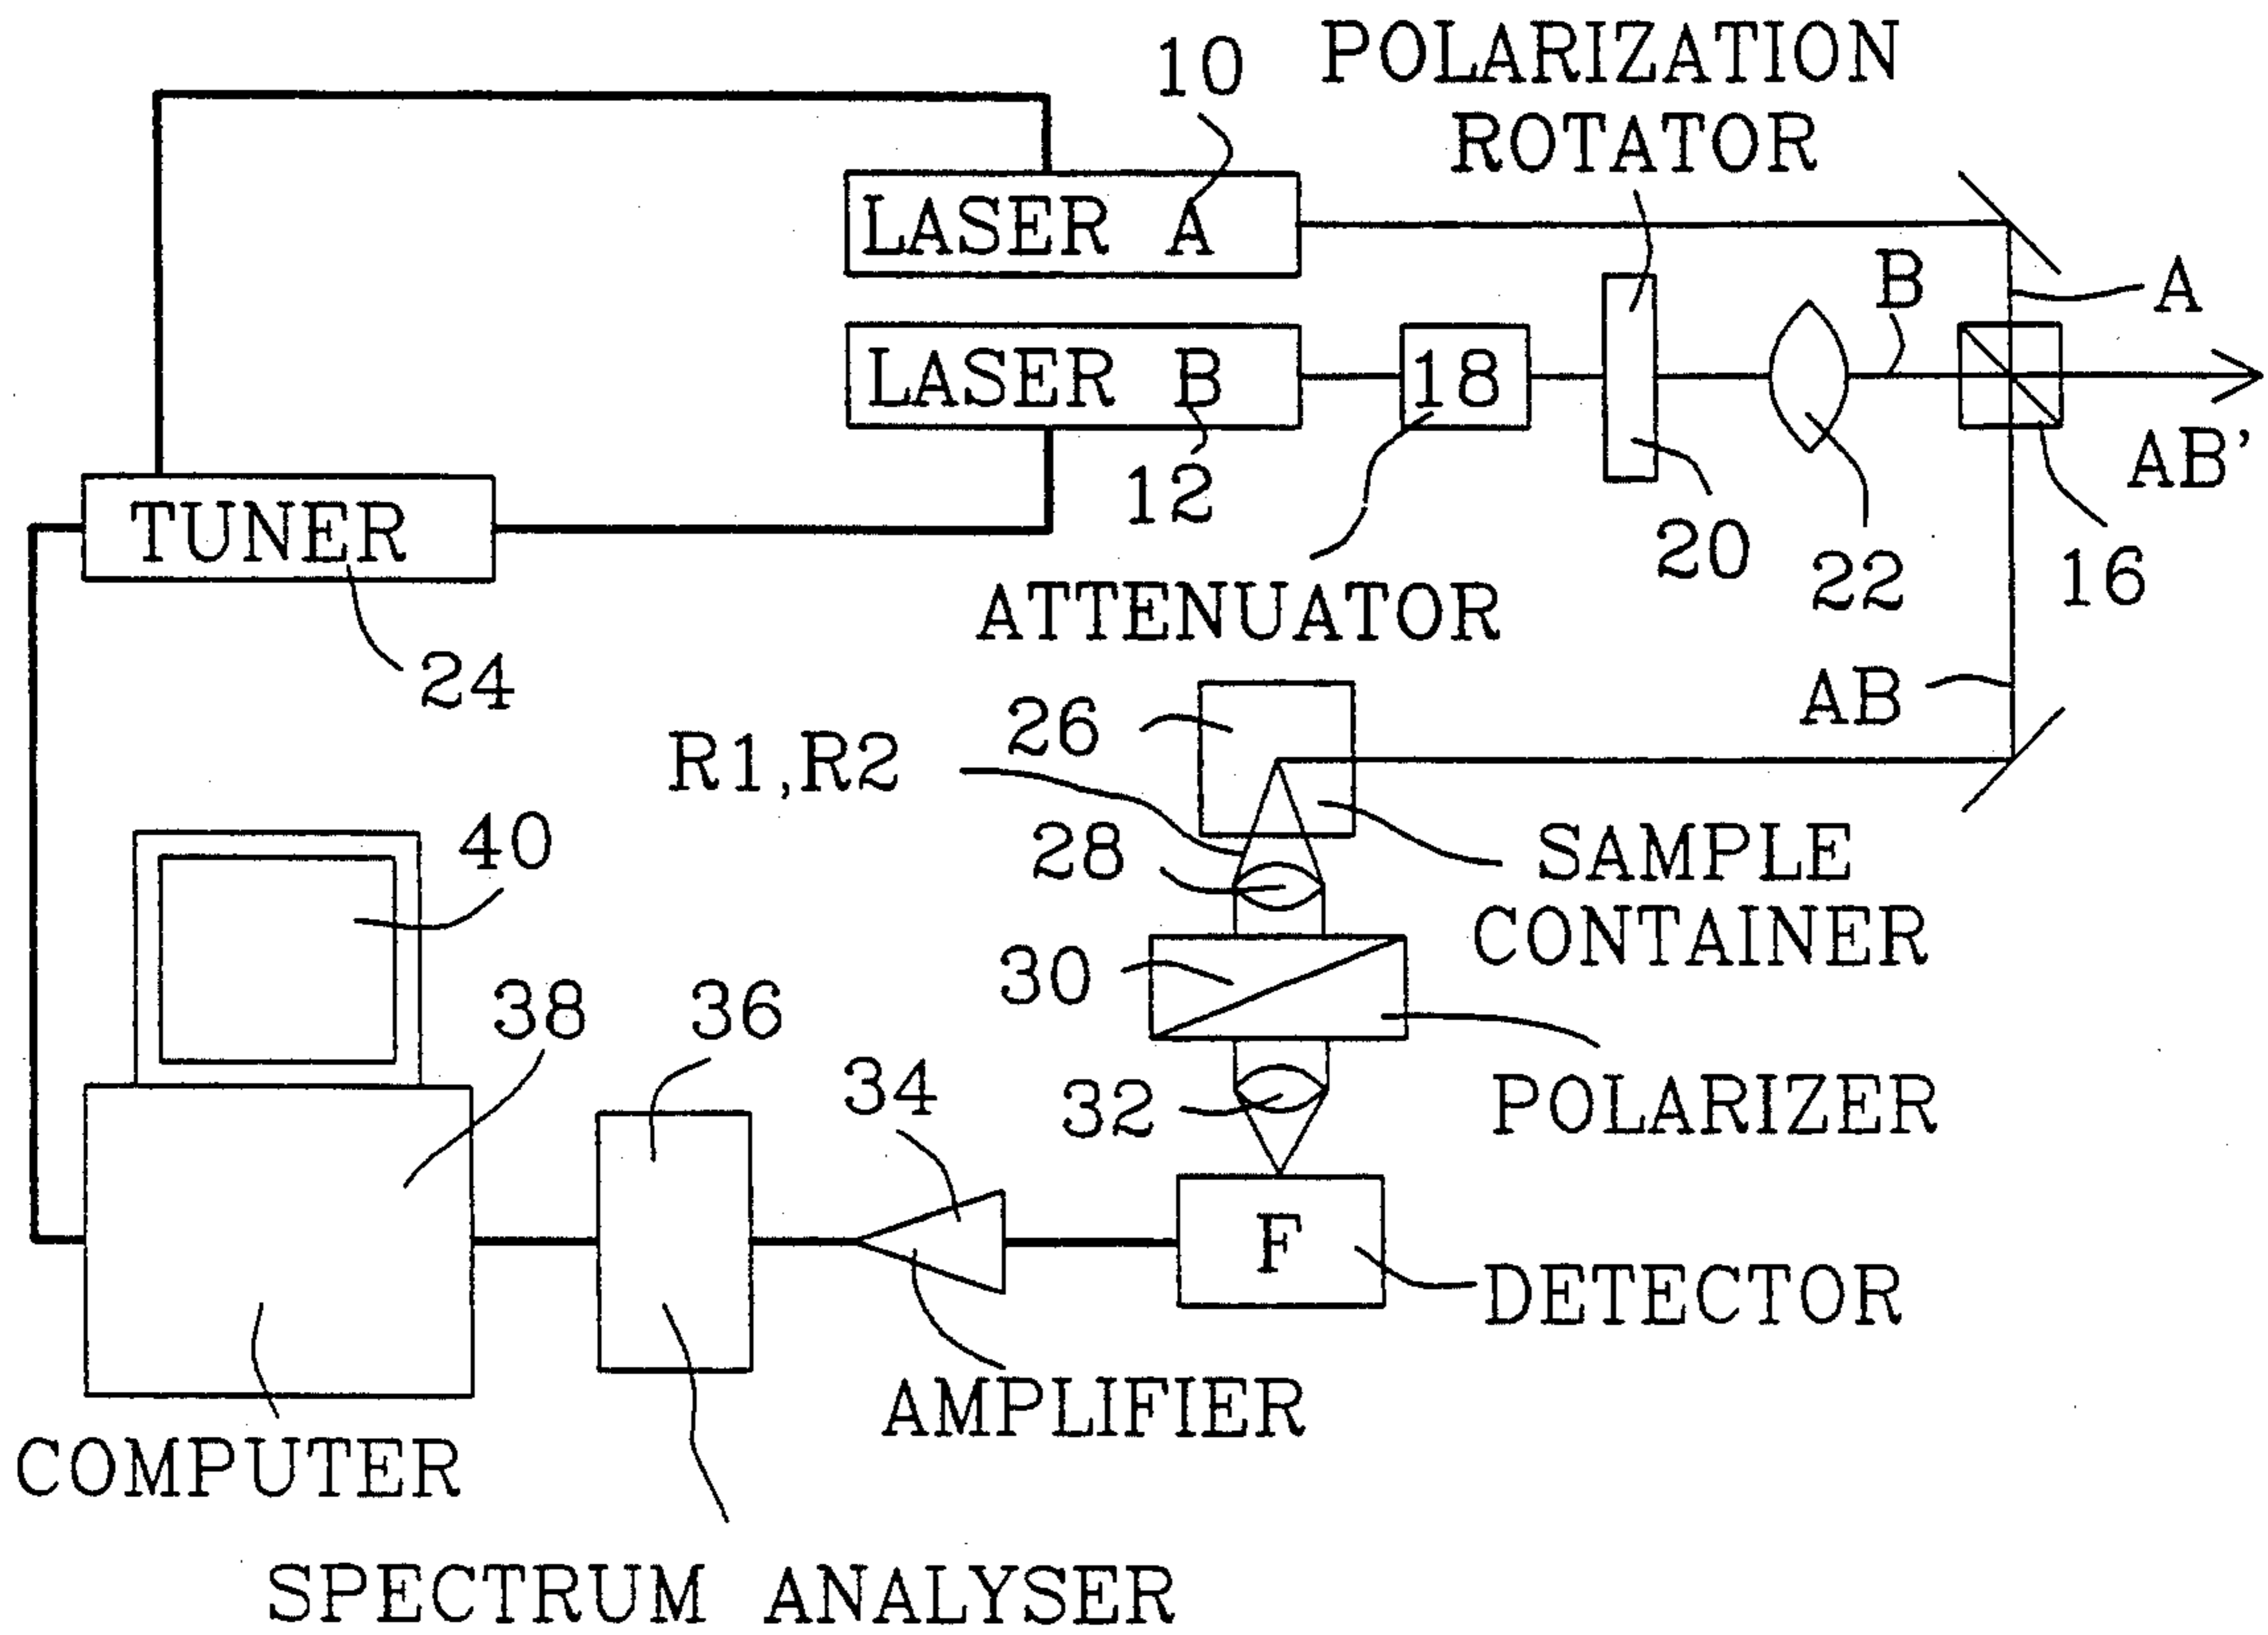 POLARIZATION
ROTATOR
10
LASER A
B
A
LASER B
18
AB'
12
TUNER
20
22
16
ATTENUATOR
24
26
AB
R1,R2
28
SAMPLE
CONTAINER
40
30
38
36
34
32
POLARIZER
F
DETECTOR
AMPLIFIER
COMPUTER
SPECTRUM ANALYSER